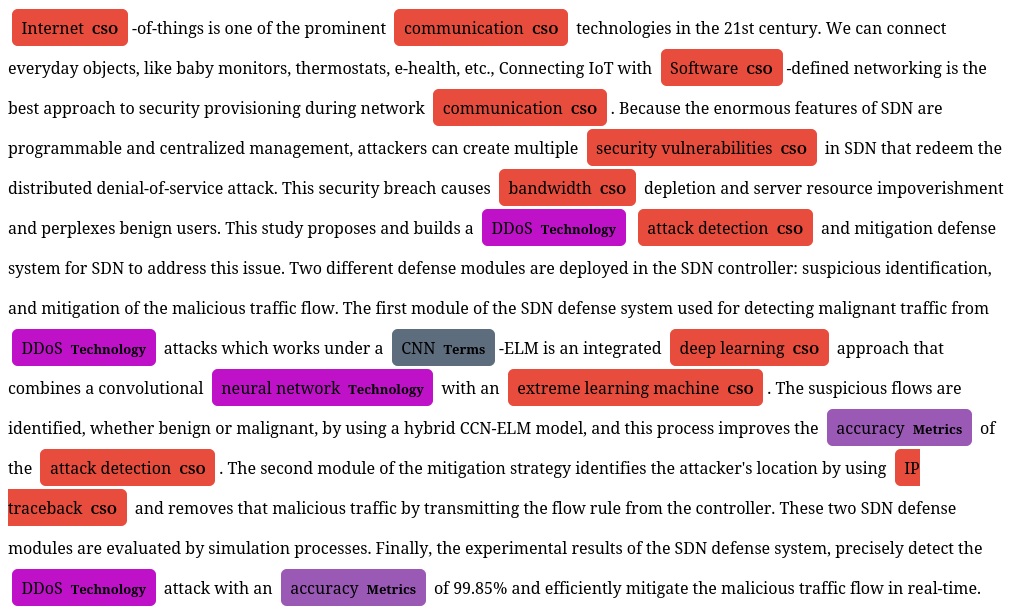 Internet CSO -of-things is one of the prominent communication CSO technologies in the 21st century. We can connect
everyday objects, like baby monitors, thermostats, e-health, etc., Connecting IoT with Software CSO -defined networking is the
best approach to security provisioning during network communication CSO . Because the enormous features of SDN are
programmable and centralized management, attackers can create multiple security vulnerabilities CSO in SDN that redeem the
distributed denial-of-service attack. This security breach causes bandwidth CSO depletion and server resource impoverishment
and perplexes benign users. This study proposes and builds a DDoS Technology attack detection CSO and mitigation defense
system for SDN to address this issue. Two different defense modules are deployed in the SDN controller: suspicious identification,
and mitigation of the malicious traffic flow. The first module of the SDN defense system used for detecting malignant traffic from
DDoS Technology attacks which works under a CNN Terms -ELM is an integrated deep learning CSO approach that
combines a convolutional neural network Technology with an extreme learning machine CSO . The suspicious flows are
identified, whether benign or malignant, by using a hybrid CCN-ELM model, and this process improves the accuracy Metrics of
the attack detection CSO . The second module of the mitigation strategy identifies the attacker's location by using IP
traceback CSO and removes that malicious traffic by transmitting the flow rule from the controller. These two SDN defense
modules are evaluated by simulation processes. Finally, the experimental results of the SDN defense system, precisely detect the
DDoS Technology attack with an accuracy Metrics of 99.85% and efficiently mitigate the malicious traffic flow in real-time.